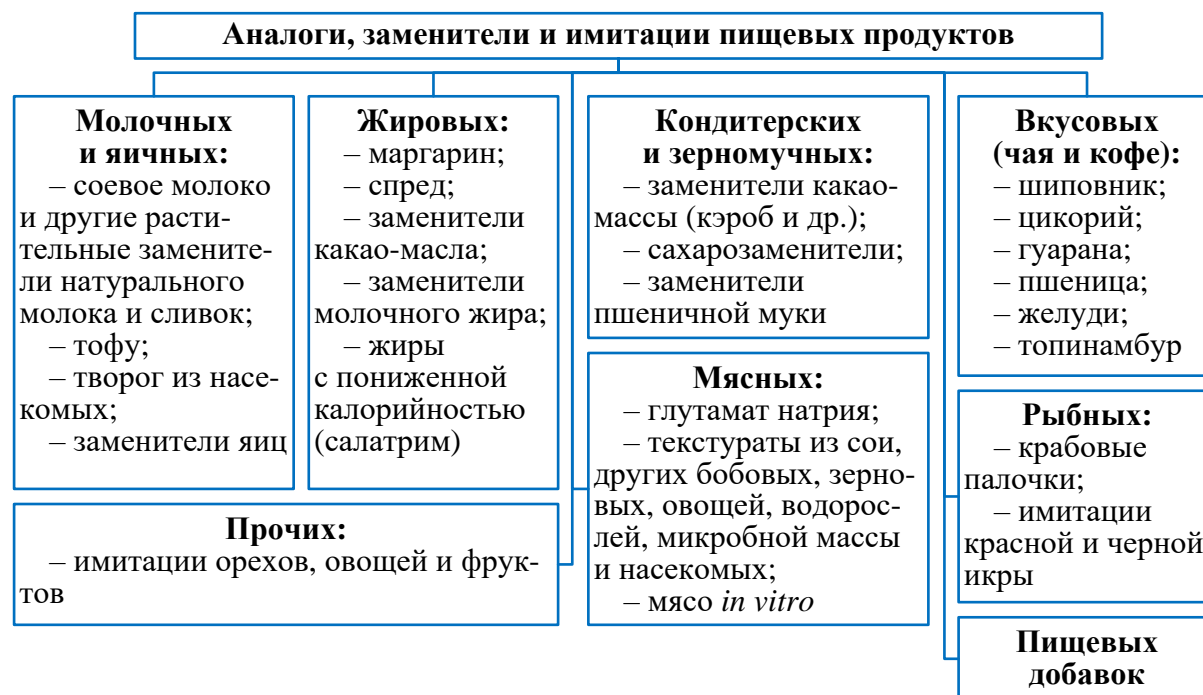 Аналоги, заменители и имитации пищевых продуктов
Молочных
и яичных:
– соевое молоко
и другие расти-
тельные замените-
ли натурального
молока и сливок;
– тофу;
– творог из насе-
комых;
– заменители яиц
Жировых:
– маргарин;
– спред;
– заменители
какао-масла;
– заменители
молочного жира;
– жиры
с пониженной
калорийностью
(салатрим)
Кондитерских
и зерномучных:
– заменители какао-
массы (кэроб и др.);
– сахарозаменители;
– заменители
пшеничной муки
Вкусовых
(чая и кофе):
– шиповник;
– цикорий;
– гуарана;
– пшеница;
– желуди;
– топинамбур
Мясных:
– глутамат натрия;
– текстураты из сои,
других бобовых, зерно-
вых, овощей, водорос-
лей, микробной массы
и насекомых;
– мясо in vitro
Рыбных:
– крабовые
палочки;
– имитации
красной и черной
икры
Прочих:
– имитации орехов, овощей и фрук-
тов
Пищевых
добавок